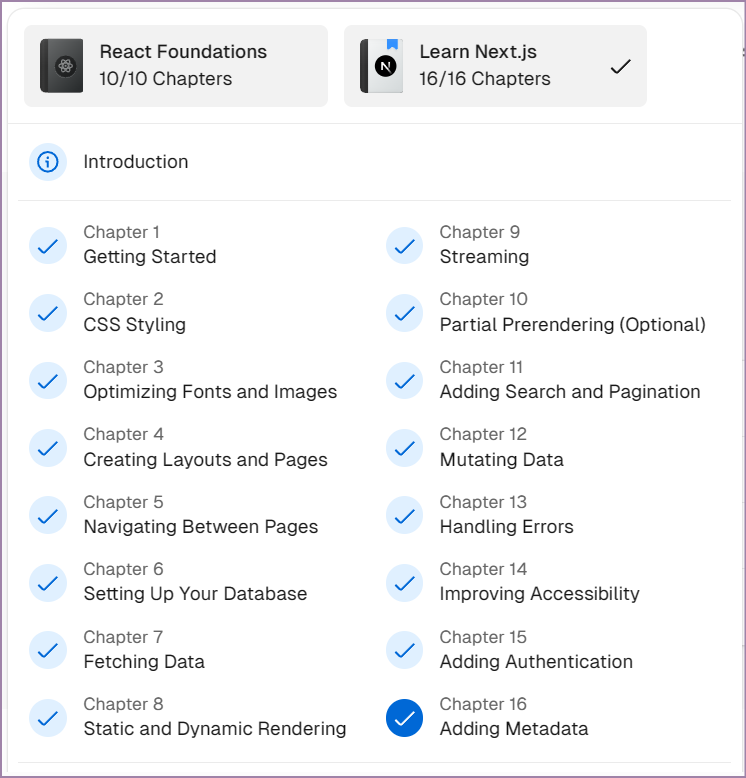 React Foundations
10/10 Chapters
Learn Next.js
16/16 Chapters
Introduction
Chapter 1
Getting Started
Chapter 2
CSS Styling
Chapter 3
Optimizing Fonts and Images
Chapter 4
Creating Layouts and Pages
Chapter 5
Navigating Between Pages
Chapter 6
Setting Up Your Database
Chapter 7
Fetching Data
Chapter 8
Static and Dynamic Rendering
Chapter 9
Streaming
Chapter 10
Partial Prerendering (Optional)
Chapter 11
Adding Search and Pagination
Chapter 12
Mutating Data
Chapter 13
Handling Errors
Chapter 14
Improving Accessibility
Chapter 15
Adding Authentication
Chapter 16
Adding Metadata